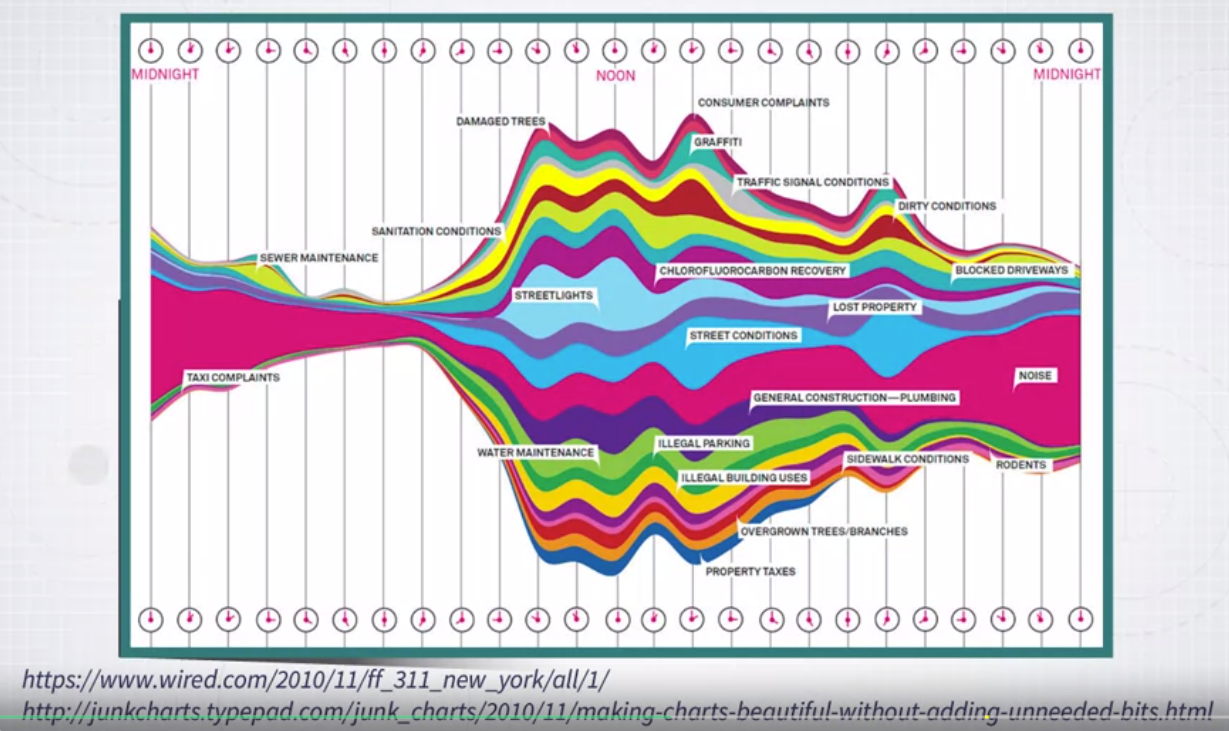 MIDNIGHT
NOON
MIDNIGHT
CONSUMER COMPLAINTS
DAMAGED TREES
GRAFFITI
TRAFFIC SIGNAL CONDITIONS
DIRTY CONDITIONS
SANITATION CONDITIONS
SEWER MAINTENANCE
CHLOROFLUOROCARBON RECOVERY
BLOCKED DRIVEWAYS
STREETLIGHTS
LOST PROPERTY
STREET CONDITIONS
TAXI COMPLAINTS
NOISE
GENERAL CONSTRUCTION—PLUMBING
ILLEGAL PARKING
WATER MAINTENANCE
SIDEWALK CONDITIONS
RODENTS
ILLEGAL BUILDING USES
OVERGROWN TREES/BRANCHES
PROPERTY TAXES
https://www.wired.com/2010/11/ff_311_new_york/all/1/
http://junkcharts.typepad.com/junk_charts/2010/11/making-charts-beautiful-without-adding-unneeded-bits.html